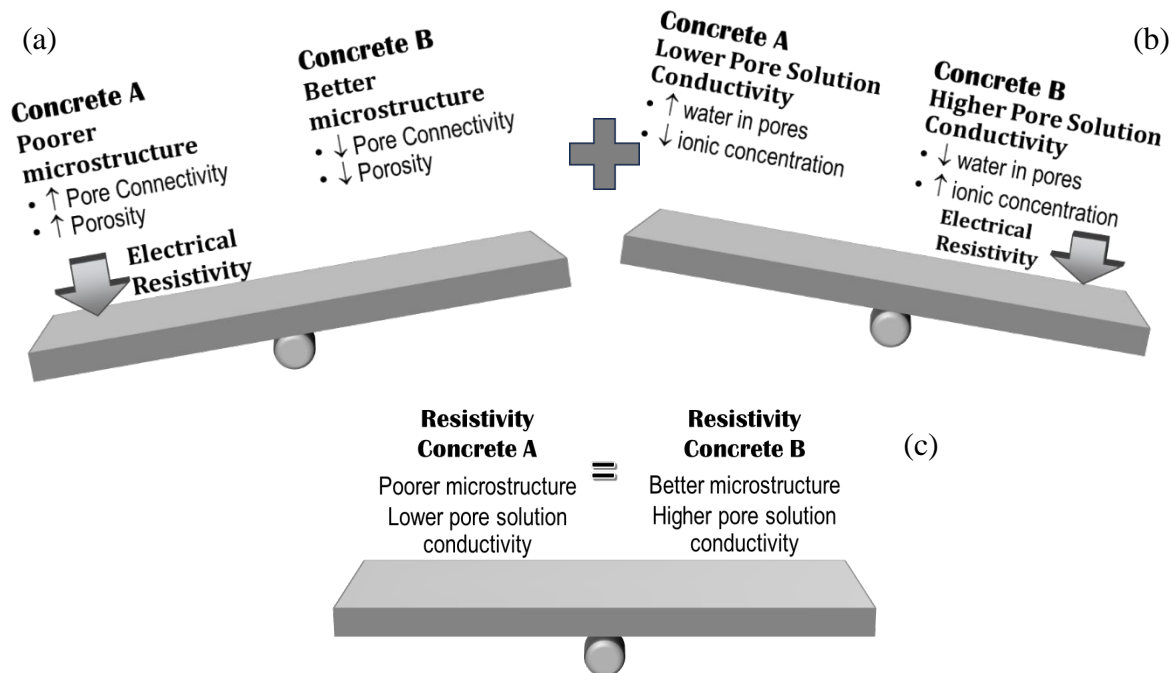 (a)
Concrete A
Poorer
microstructure
• ↑ Pore Connectivity
• ↑ Porosity
Electrical
Resistivity
Concrete B
Better
microstructure
• ↓ Pore Connectivity
• ↓ Porosity
(b)
Concrete A
Lower Pore Solution
Conductivity
• ↑ water in pores
• ↓ ionic concentration
Concrete B
Higher Pore Solution
Conductivity
• ↓ water in pores
• ↑ ionic concentration
Electrical
Resistivity
(c)
Resistivity
Concrete A
Poorer microstructure
Lower pore solution
conductivity
=
Resistivity
Concrete B
Better microstructure
Higher pore solution
conductivity